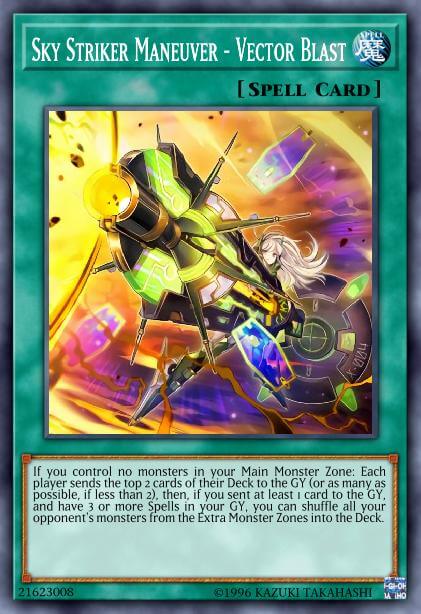 Sky Striker Maneuver - Vector Blast
SPELL
魔
[Spell Card]
If you control no monsters in your Main Monster Zone: Each
player sends the top 2 cards of their Deck to the GY (or as many as
possible, if less than 2), then, if you sent at least 1 card to the GY,
and have 3 or more Spells in your GY, you can shuffle all your
opponent's monsters from the Extra Monster Zones into the Deck.
21623008
©1996 KAZUKI TAKAHASHI